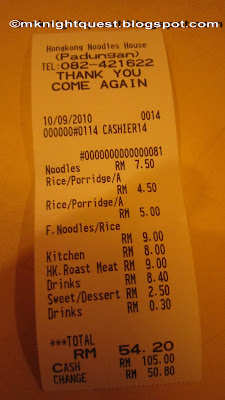 ©mknightquest.blogspot.com
Hongkong Noodles House
(Padungan)
TEL:082-421622
THANK YOU
COME AGAIN
10/09/2010 0014
000000#0114 CASHIER14
#0000000000000081
Noodles RM 7.50
Rice/Porridge/A
RM 4.50
Rice/Porridge/A
RM 5.00
F.Noodles/Rice
RM 9.00
Kitchen RM 8.00
HK.Roast Meat RM 9.00
Drinks RM 8.40
Sweet/Dessert RM 2.50
Drinks RM 0.30
***TOTAL
RM 54.20
CASH RM 105.00
CHANGE RM 50.80